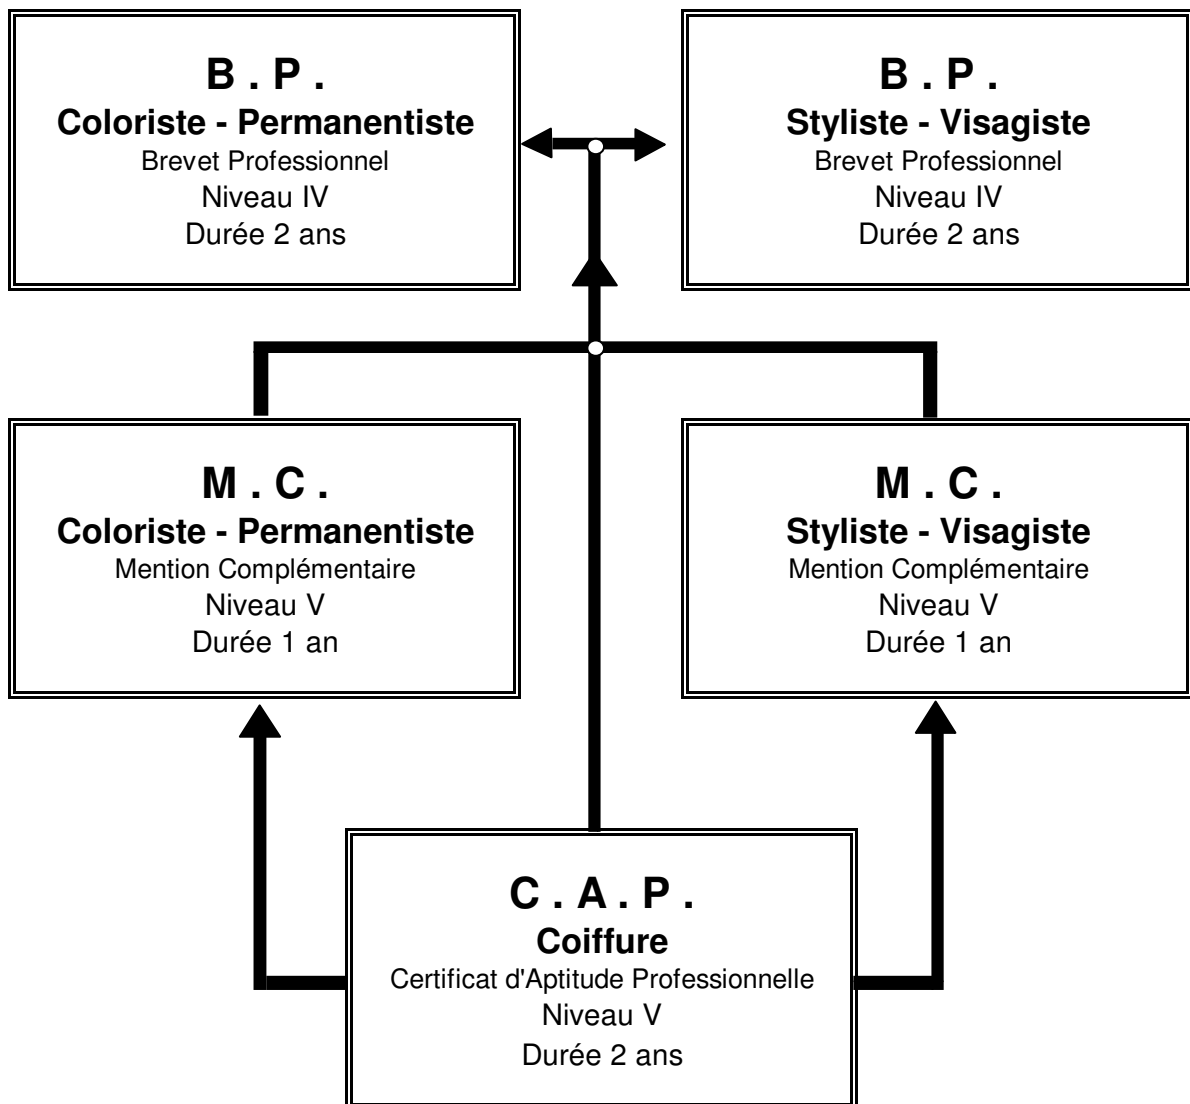 B . P .
Coloriste - Permanentiste
Brevet Professionnel
Niveau IV
Durée 2 ans
B . P .
Styliste - Visagiste
Brevet Professionnel
Niveau IV
Durée 2 ans
M . C .
Coloriste - Permanentiste
Mention Complémentaire
Niveau V
Durée 1 an
M . C .
Styliste - Visagiste
Mention Complémentaire
Niveau V
Durée 1 an
C . A . P .
Coiffure
Certificat d'Aptitude Professionnelle
Niveau V
Durée 2 ans